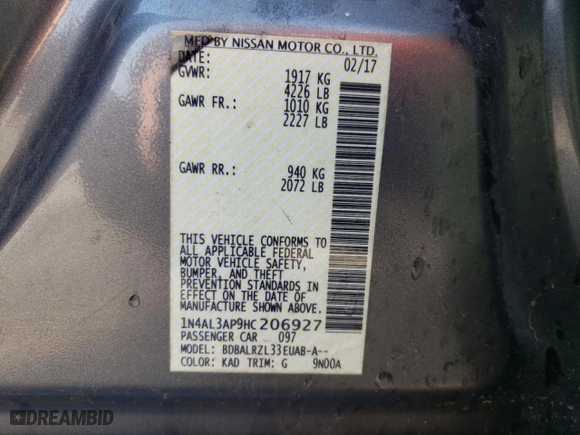 MFD BY NISSAN MOTOR CO., LTD.
DATE: 02/17
GVWR: 1917 KG
4226 LB
GAWR FR.: 1010 KG
2227 LB
GAWR RR.: 940 KG
2072 LB
THIS VEHICLE CONFORMS TO
ALL APPLICABLE FEDERAL
MOTOR VEHICLE SAFETY,
BUMPER, AND THEFT
PREVENTION STANDARDS IN
EFFECT ON THE DATE OF
MANUFACTURE SHOWN ABOVE.
1N4AL3AP9HC206927
PASSENGER CAR 097
MODEL: BDBALRZL33EUAB-A--
COLOR: KAD TRIM: G 9N00A
DREAMBID